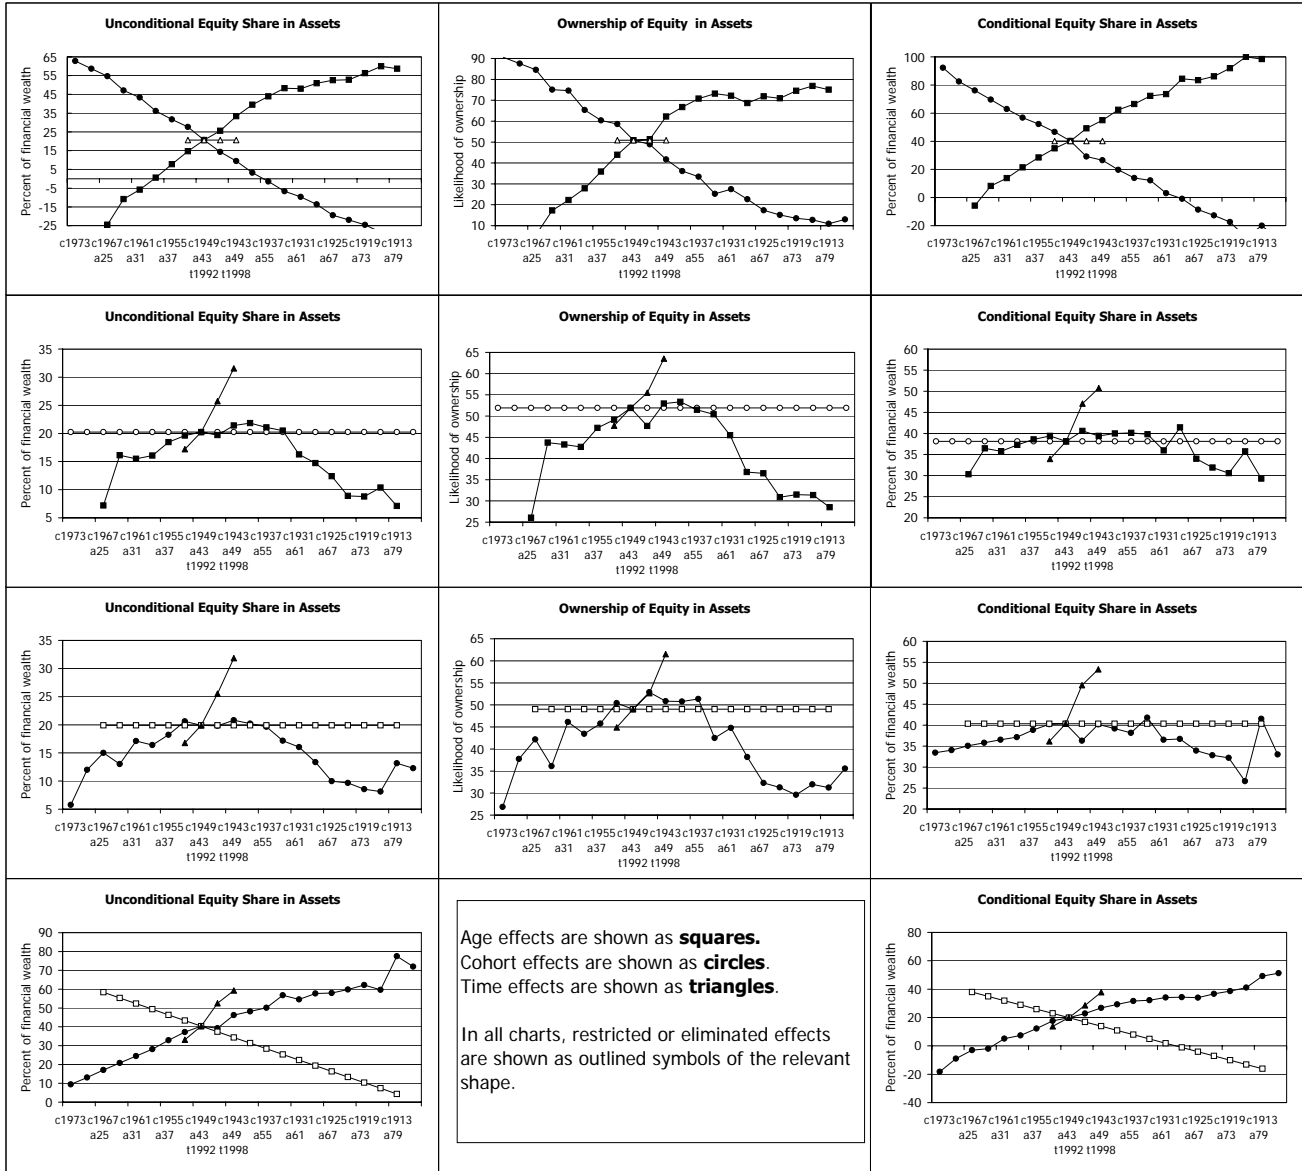 Unconditional Equity Share in Assets
Percent of financial wealth
65
55
45
35
25
15
5
-5
-15
-25
c1973 c1967 c1961 c1955 c1949 c1943 c1937 c1931 c1925 c1919 c1913
a25 a31 a37 a43 a49 a55 a61 a67 a73 a79
t1992 t1998
Ownership of Equity in Assets
Likelihood of ownership
90
80
70
60
50
40
30
20
10
c1973 c1967 c1961 c1955 c1949 c1943 c1937 c1931 c1925 c1919 c1913
a25 a31 a37 a43 a49 a55 a61 a67 a73 a79
t1992 t1998
Conditional Equity Share in Assets
Percent of financial wealth
100
80
60
40
20
0
-20
c1973 c1967 c1961 c1955 c1949 c1943 c1937 c1931 c1925 c1919 c1913
a25 a31 a37 a43 a49 a55 a61 a67 a73 a79
t1992 t1998
Unconditional Equity Share in Assets
Percent of financial wealth
35
30
25
20
15
10
5
c1973 c1967 c1961 c1955 c1949 c1943 c1937 c1931 c1925 c1919 c1913
a25 a31 a37 a43 a49 a55 a61 a67 a73 a79
t1992 t1998
Ownership of Equity in Assets
Likelihood of ownership
65
60
55
50
45
40
35
30
25
c1973 c1967 c1961 c1955 c1949 c1943 c1937 c1931 c1925 c1919 c1913
a25 a31 a37 a43 a49 a55 a61 a67 a73 a79
t1992 t1998
Conditional Equity Share in Assets
Percent of financial wealth
60
55
50
45
40
35
30
25
20
c1973 c1967 c1961 c1955 c1949 c1943 c1937 c1931 c1925 c1919 c1913
a25 a31 a37 a43 a49 a55 a61 a67 a73 a79
t1992 t1998
Unconditional Equity Share in Assets
Percent of financial wealth
35
30
25
20
15
10
5
c1973 c1967 c1961 c1955 c1949 c1943 c1937 c1931 c1925 c1919 c1913
a25 a31 a37 a43 a49 a55 a61 a67 a73 a79
t1992 t1998
Ownership of Equity in Assets
Likelihood of ownership
65
60
55
50
45
40
35
30
25
c1973 c1967 c1961 c1955 c1949 c1943 c1937 c1931 c1925 c1919 c1913
a25 a31 a37 a43 a49 a55 a61 a67 a73 a79
t1992 t1998
Conditional Equity Share in Assets
Percent of financial wealth
60
55
50
45
40
35
30
25
20
c1973 c1967 c1961 c1955 c1949 c1943 c1937 c1931 c1925 c1919 c1913
a25 a31 a37 a43 a49 a55 a61 a67 a73 a79
t1992 t1998
Unconditional Equity Share in Assets
Percent of financial wealth
90
80
70
60
50
40
30
20
10
0
c1973 c1967 c1961 c1955 c1949 c1943 c1937 c1931 c1925 c1919 c1913
a25 a31 a37 a43 a49 a55 a61 a67 a73 a79
t1992 t1998
Age effects are shown as squares.
Cohort effects are shown as circles.
Time effects are shown as triangles.
In all charts, restricted or eliminated effects
are shown as outlined symbols of the relevant
shape.
Conditional Equity Share in Assets
Percent of financial wealth
80
60
40
20
0
-20
-40
c1973 c1967 c1961 c1955 c1949 c1943 c1937 c1931 c1925 c1919 c1913
a25 a31 a37 a43 a49 a55 a61 a67 a73 a79
t1992 t1998